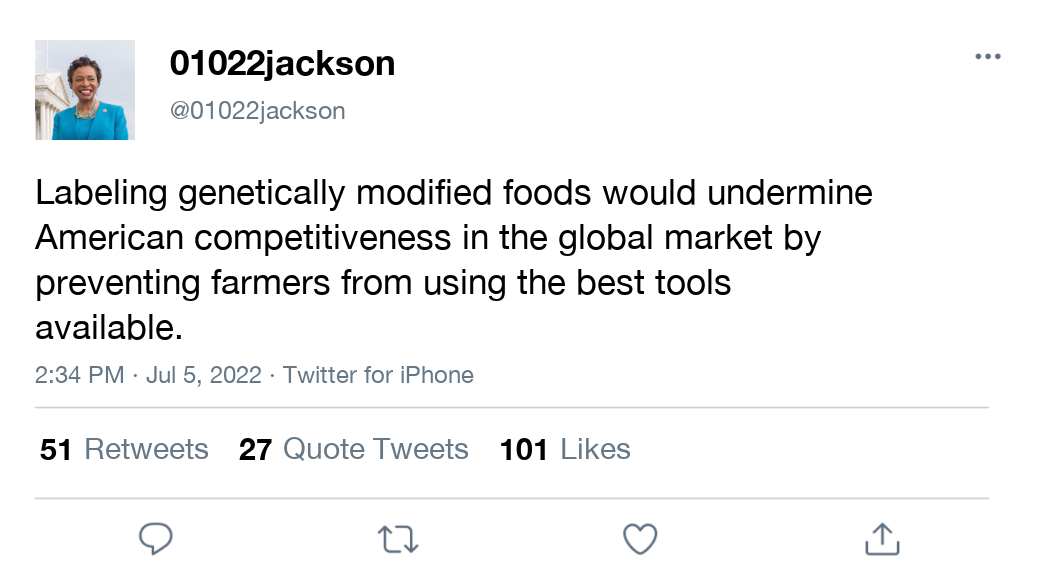 01022jackson
@01022jackson
Labeling genetically modified foods would undermine
American competitiveness in the global market by
preventing farmers from using the best tools
available.
2:34 PM · Jul 5, 2022 · Twitter for iPhone
51 Retweets 27 Quote Tweets 101 Likes